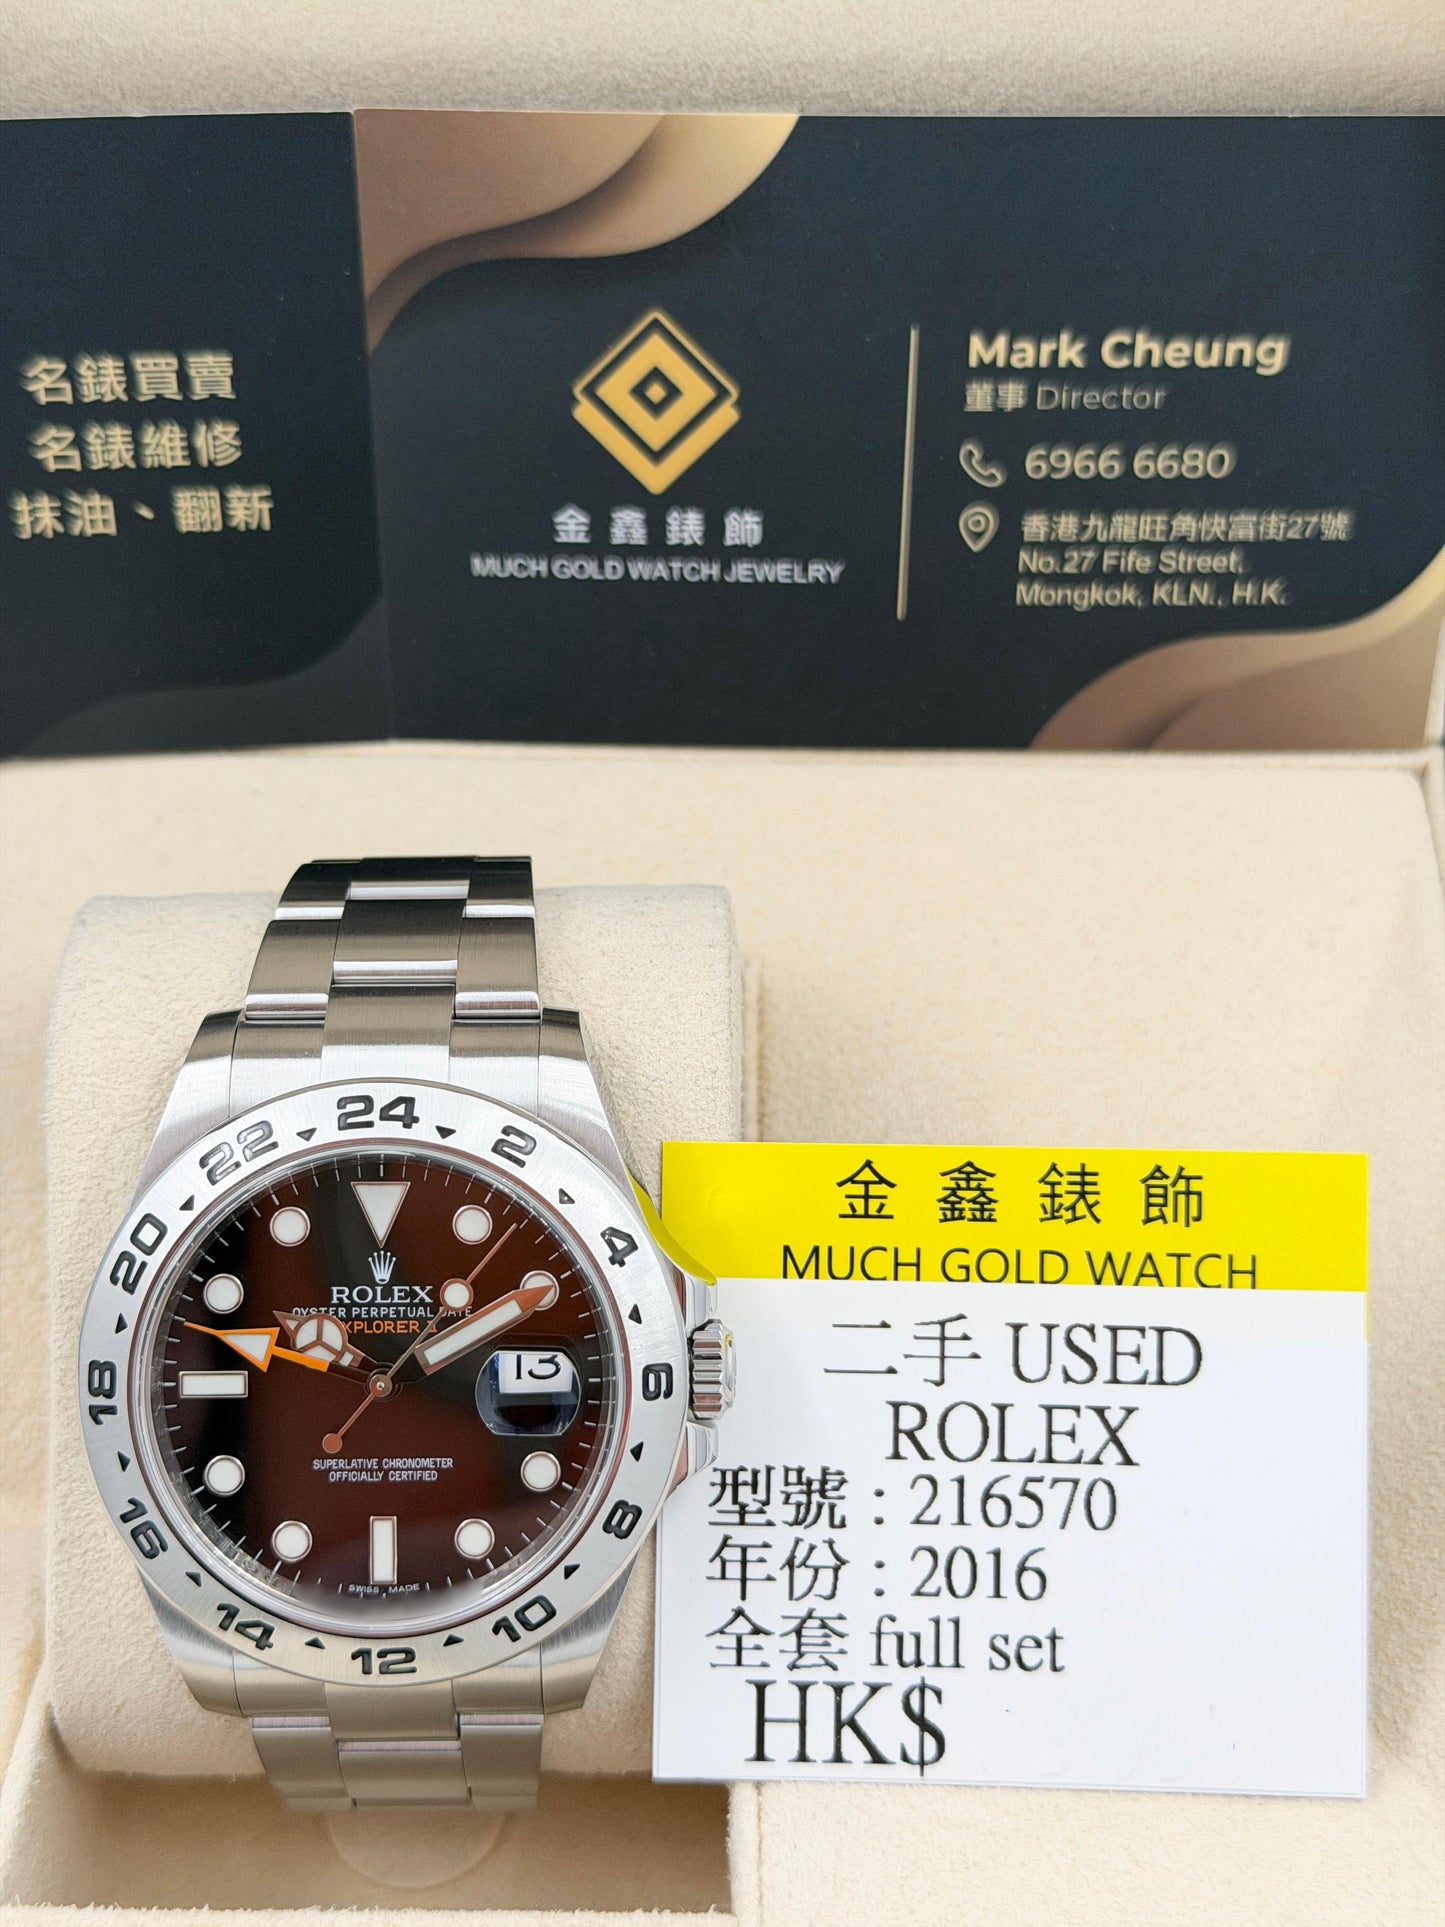 名錶買賣
名錶維修
抹油、翻新
金鑫錶飾
MUCH GOLD WATCH JEWELRY
Mark Cheung
董事 Director
6966 6680
香港九龍旺角快富街27號
No.27 Fife Street,
Mongkok, KLN., H.K.
24
2
4
6
8
10
12
14
16
18
20
22
ROLEX
OYSTER PERPETUAL DATE
EXPLORER II
13
SUPERLATIVE CHRONOMETER
OFFICIALLY CERTIFIED
SWISS MADE
金鑫錶飾
MUCH GOLD WATCH
二手 USED
ROLEX
型號：216570
年份：2016
全套 full set
HK$